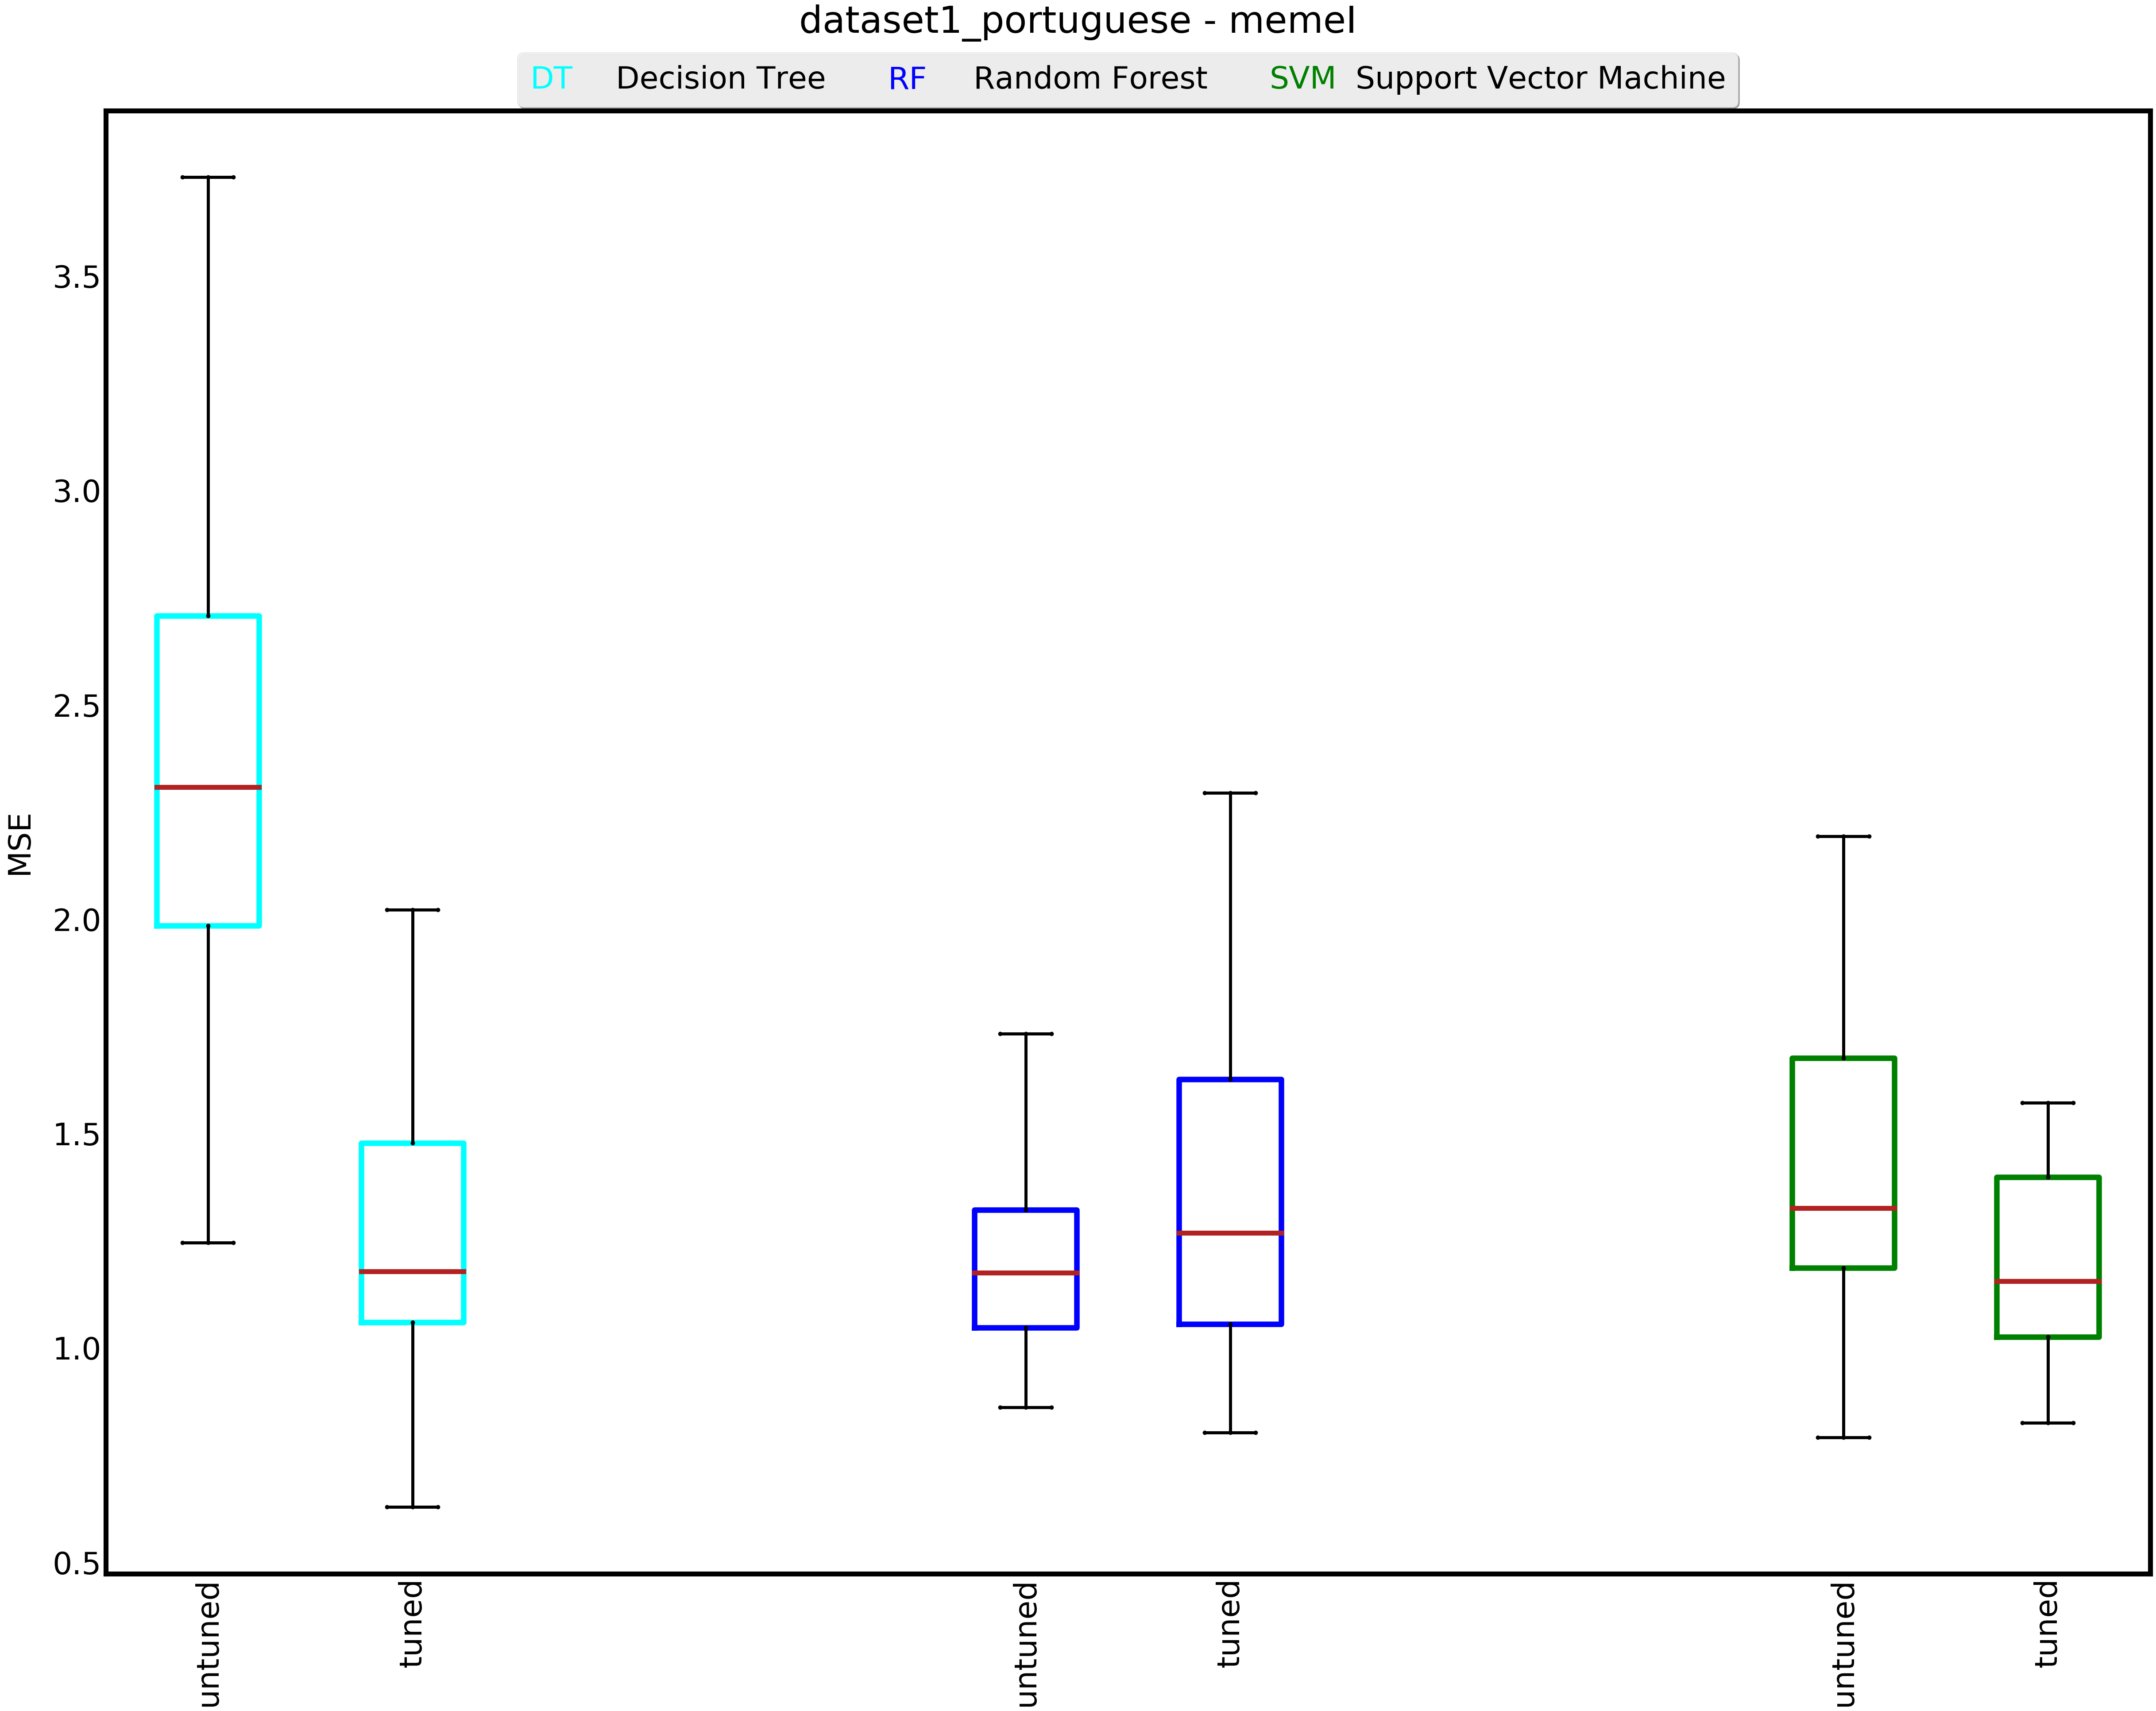 dataset1_portuguese - memel
DT Decision Tree RF Random Forest SVM Support Vector Machine
3.5
3.0
2.5
2.0
1.5
1.0
0.5
MSE
untuned
tuned
untuned
tuned
untuned
tuned